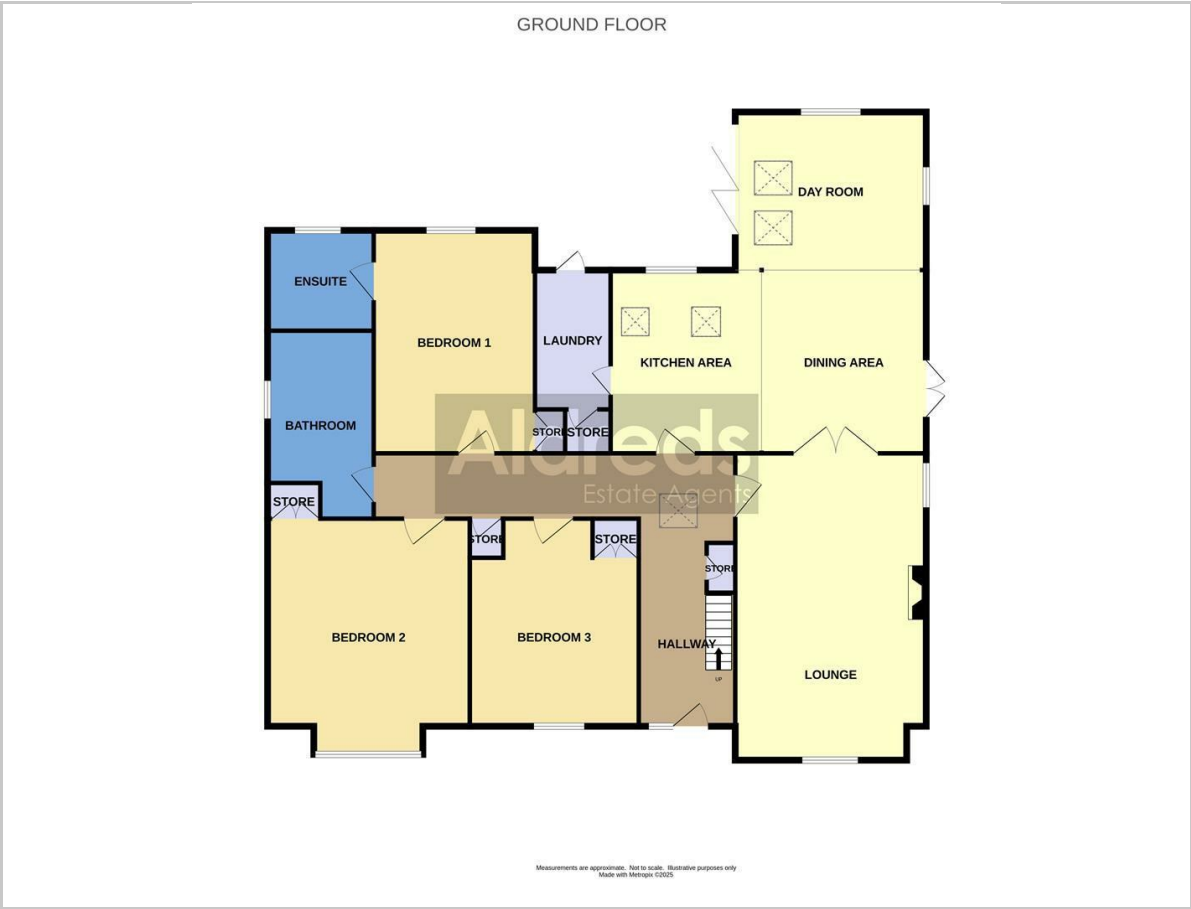 GROUND FLOOR
DAY ROOM
ENSUITE
BEDROOM 1
LAUNDRY
KITCHEN AREA
DINING AREA
BATHROOM
STORE
STORE
Aldreds
Estate Agents
STORE
STORE
STORE
STORE
BEDROOM 2
BEDROOM 3
HALLWAY
UP
LOUNGE
Measurements are approximate. Not to scale. Illustrative purposes only
Made with Metropix ©2025